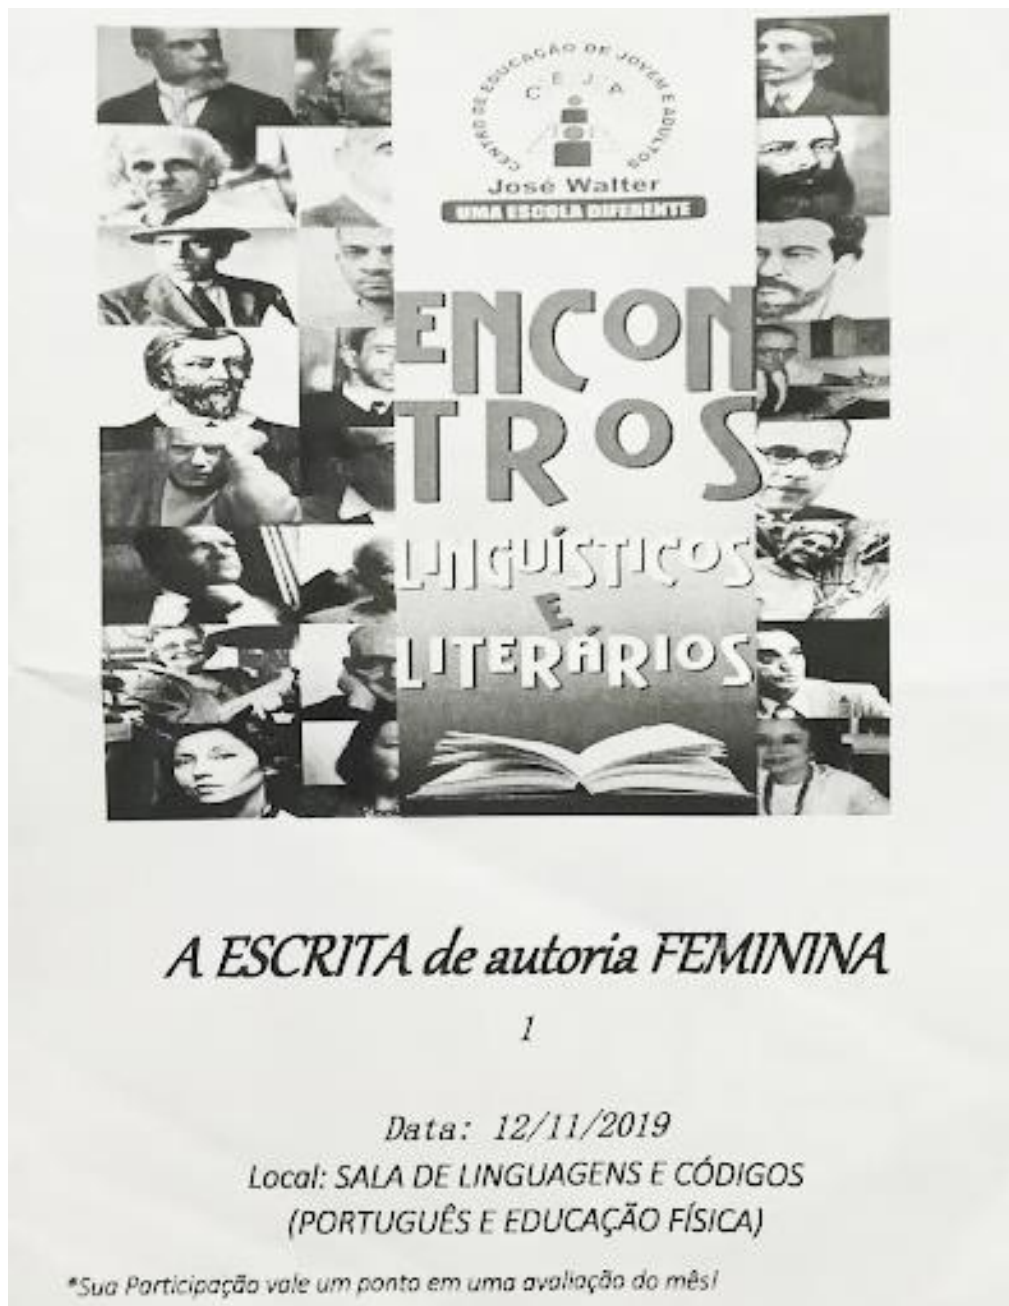 CENTRO DE EDUCAÇÃO DE JOVEM E ADULTOS
CEJA
José Walter
UMA ESCOLA DIFERENTE
ENCON
TROS
LINGUÍSTICOS
E
LITERÁRIOS
A ESCRITA de autoria FEMININA
1
Data: 12/11/2019
Local: SALA DE LINGUAGENS E CÓDIGOS
(PORTUGUÊS E EDUCAÇÃO FÍSICA)
*Sua Participação vale um ponto em uma avaliação do mês!